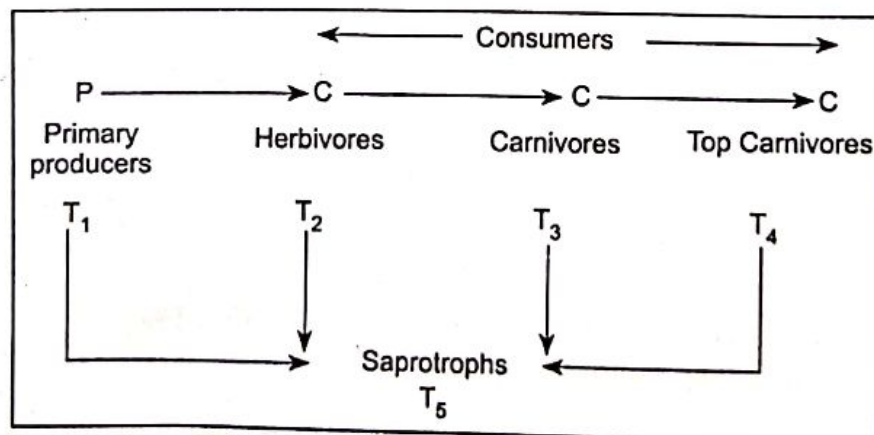 Consumers
P C C C
Primary producers Herbivores Carnivores Top Carnivores
T₁ T₂ T₃ T₄
Saprotrophs
T₅